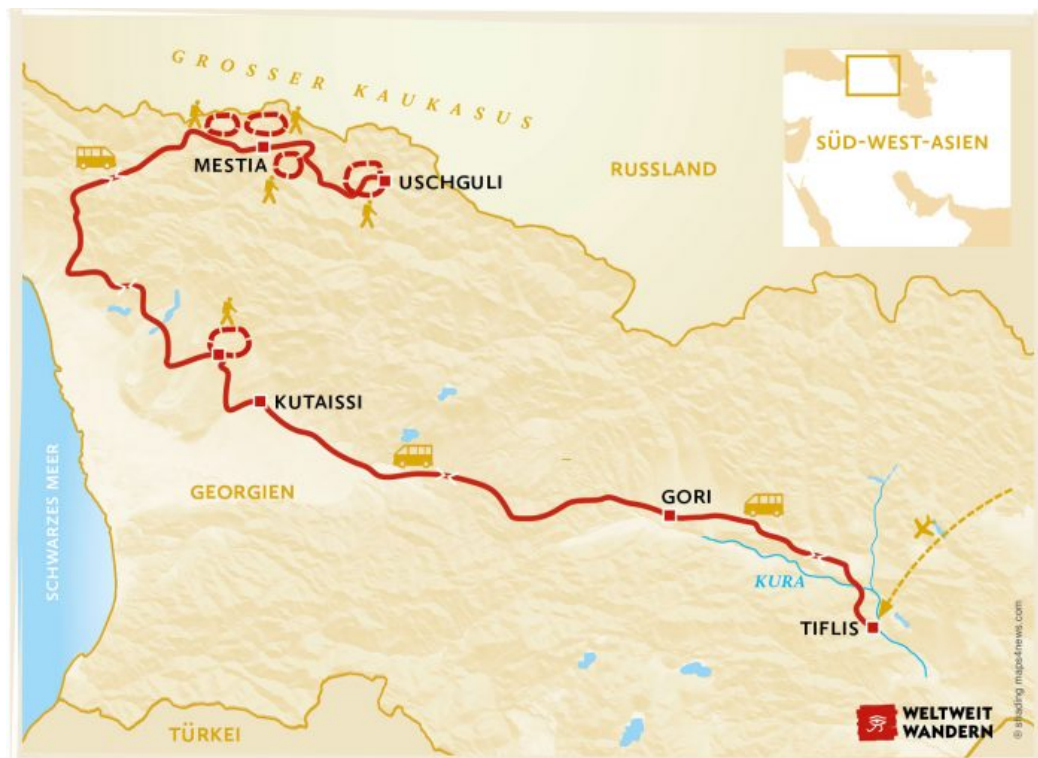 GROSSER KAUKASUS
SÜD-WEST-ASIEN
RUSSLAND
MESTIA
USCHGULI
KUTAISSI
SCHWARZES MEER
GEORGIEN
GORI
KURA
TIFLIS
TÜRKEI
WELTWEIT
WANDERN
© shading maps4news.com